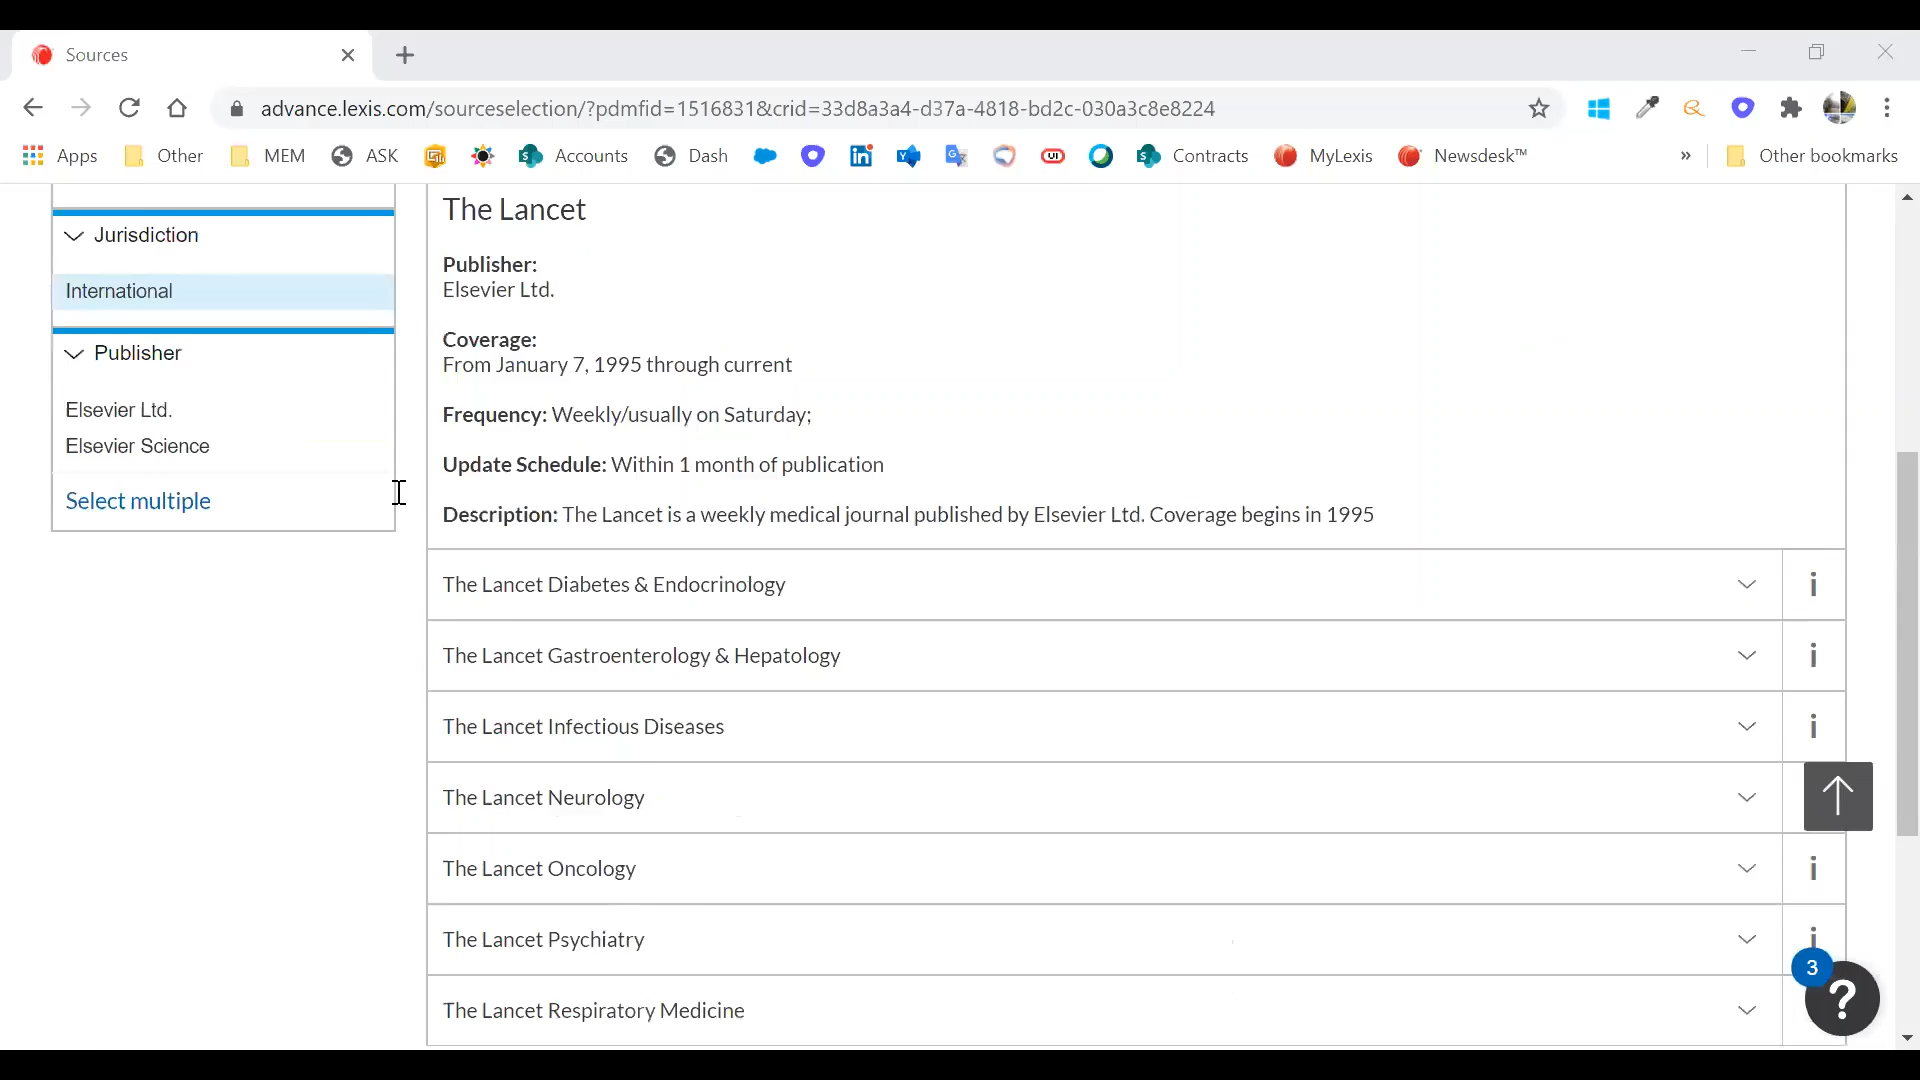 Sources
advance.lexis.com/sourceselection/?pdmfid=1516831&crid=33d8a3a4-d37a-4818-bd2c-030a3c8e8224
Apps Other MEM ASK Accounts Dash Contracts MyLexis Newsdesk™ » Other bookmarks
Jurisdiction
International
Publisher
Elsevier Ltd.
Elsevier Science
Select multiple
The Lancet
Publisher:
Elsevier Ltd.
Coverage:
From January 7, 1995 through current
Frequency: Weekly/usually on Saturday;
Update Schedule: Within 1 month of publication
Description: The Lancet is a weekly medical journal published by Elsevier Ltd. Coverage begins in 1995
The Lancet Diabetes & Endocrinology i
The Lancet Gastroenterology & Hepatology i
The Lancet Infectious Diseases i
The Lancet Neurology
The Lancet Oncology i
The Lancet Psychiatry i
3
?
The Lancet Respiratory Medicine